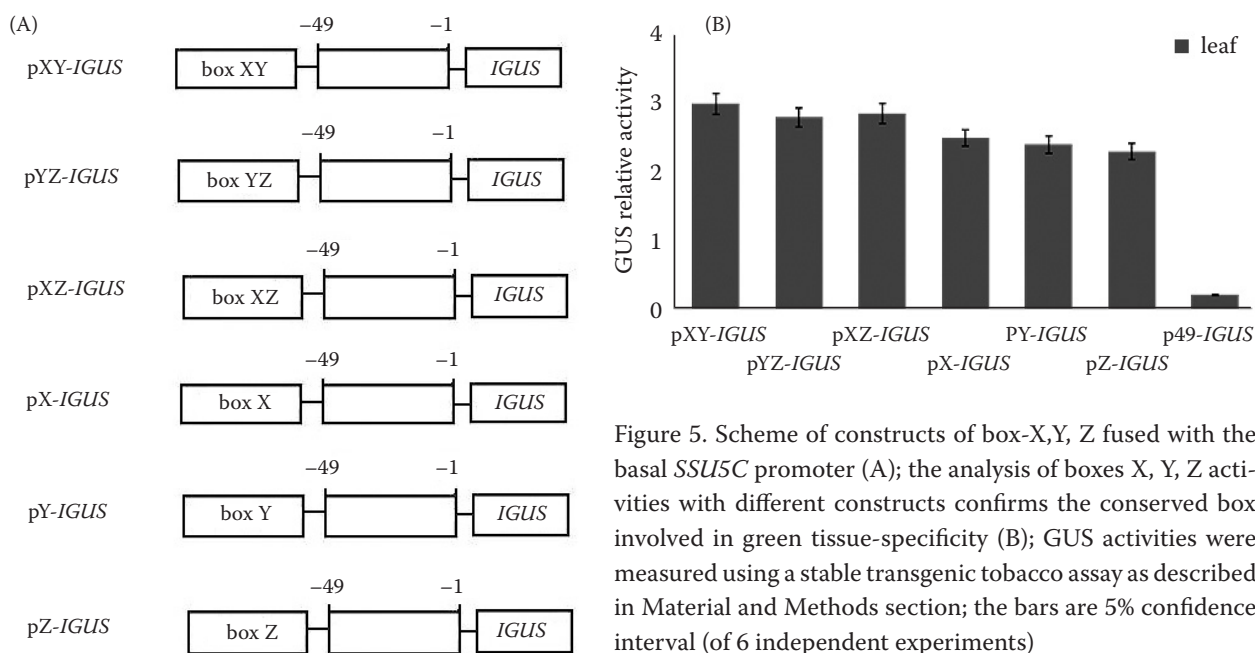 (A)
−49
−1
pXY-IGUS
box XY
IGUS
−49
−1
pYZ-IGUS
box YZ
IGUS
−49
−1
pXZ-IGUS
box XZ
IGUS
−49
−1
pX-IGUS
box X
IGUS
−49
−1
pY-IGUS
box Y
IGUS
−49
−1
pZ-IGUS
box Z
IGUS
(B)
leaf
GUS relative activity
4
3
2
1
0
pXY-IGUS
pYZ-IGUS
pXZ-IGUS
pX-IGUS
PY-IGUS
pZ-IGUS
p49-IGUS
Figure 5. Scheme of constructs of box-X,Y, Z fused with the
basal SSU5C promoter (A); the analysis of boxes X, Y, Z acti-
vities with different constructs confirms the conserved box
involved in green tissue-specificity (B); GUS activities were
measured using a stable transgenic tobacco assay as described
in Material and Methods section; the bars are 5% confidence
interval (of 6 independent experiments)